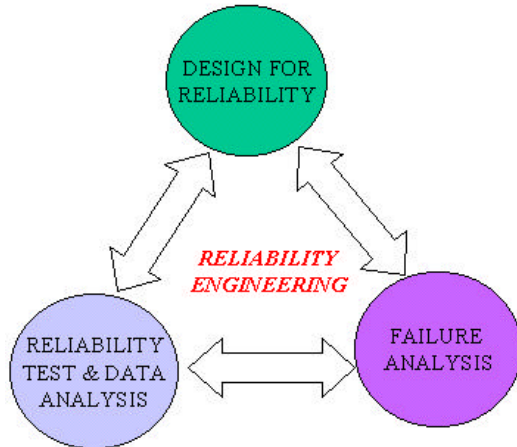 DESIGN FOR
RELIABILITY
RELIABILITY
ENGINEERING
RELIABILITY
TEST & DATA
ANALYSIS
FAILURE
ANALYSIS